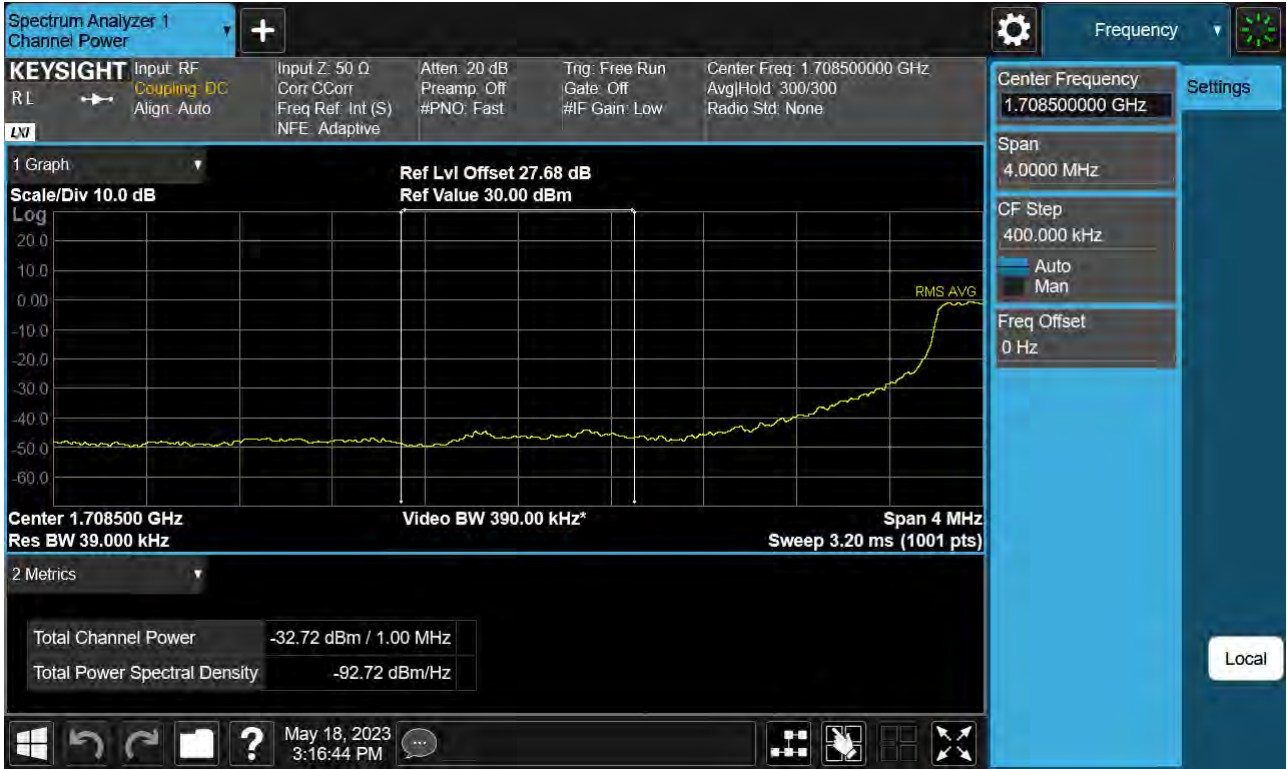 Spectrum Analyzer 1
Channel Power
+
Frequency
KEYSIGHT
R L
LXI
Input: RF
Coupling: DC
Align: Auto
Input Z: 50 Ω
Corr CCorr
Freq Ref: Int (S)
NFE: Adaptive
Atten: 20 dB
Preamp: Off
#PNO: Fast
Trig: Free Run
Gate: Off
#IF Gain: Low
Center Freq: 1.708500000 GHz
Avg|Hold: 300/300
Radio Std: None
Center Frequency
1.708500000 GHz
Settings
Span
4.0000 MHz
CF Step
400.000 kHz
Auto
Man
Freq Offset
0 Hz
1 Graph
Scale/Div 10.0 dB
Ref Lvl Offset 27.68 dB
Ref Value 30.00 dBm
Log
20.0
10.0
0.00
-10.0
-20.0
-30.0
-40.0
-50.0
-60.0
RMS AVG
Center 1.708500 GHz
Video BW 390.00 kHz*
Span 4 MHz
Res BW 39.000 kHz
Sweep 3.20 ms (1001 pts)
2 Metrics
Total Channel Power -32.72 dBm / 1.00 MHz
Total Power Spectral Density -92.72 dBm/Hz
Local
?
May 18, 2023
3:16:44 PM